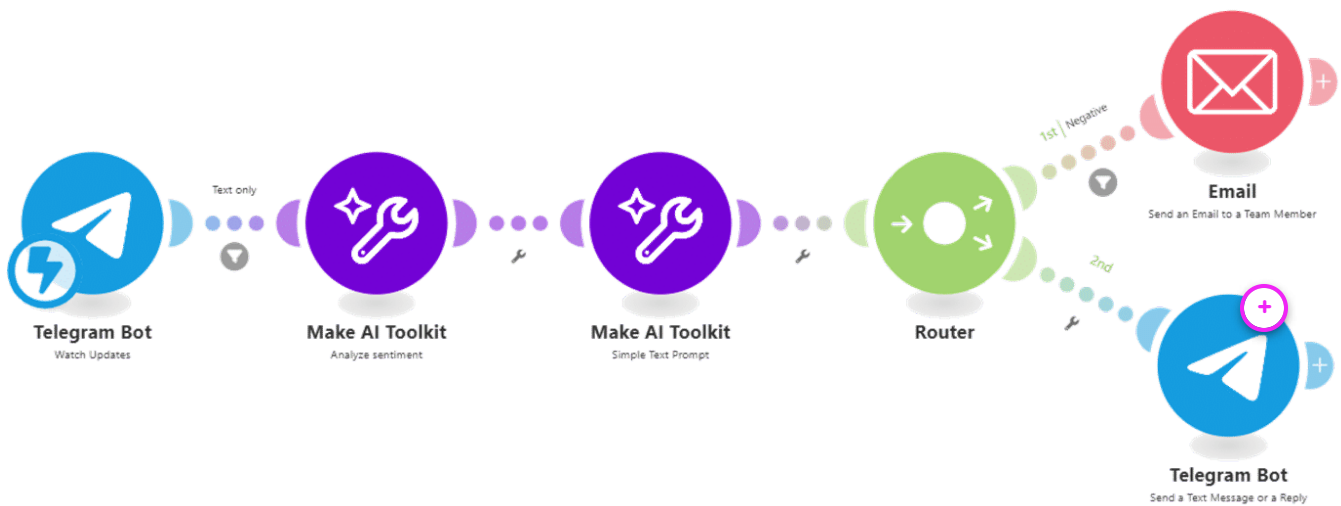 Text only
Telegram Bot
Watch Updates
Make AI Toolkit
Analyze sentiment
Make AI Toolkit
Simple Text Prompt
Router
1st | Negative
Email
Send an Email to a Team Member
2nd
Telegram Bot
Send a Text Message or a Reply